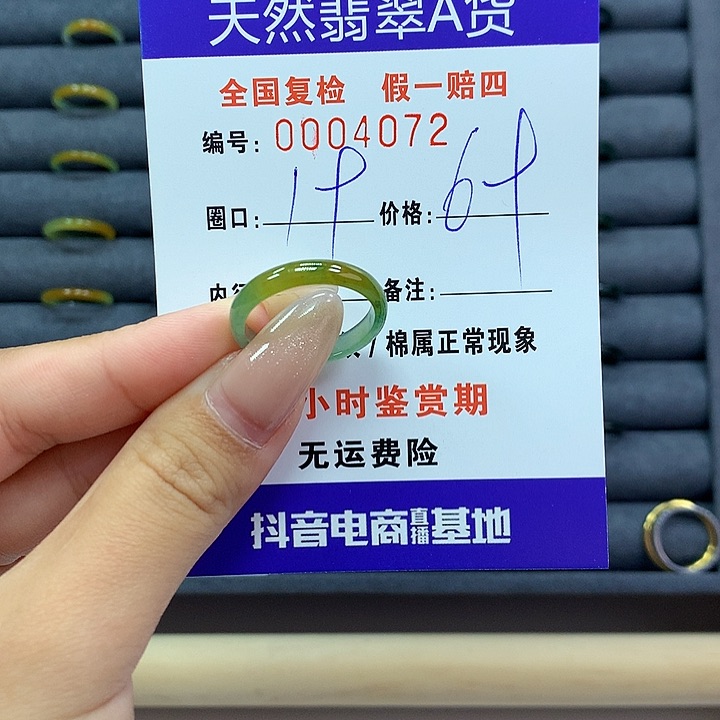 天然翡翠A货
全国复检 假一赔四
编号: 0004072
圈口: 价格:
备注:
/ 棉属正常现象
小时鉴赏期
无运费险
抖音电商直播基地